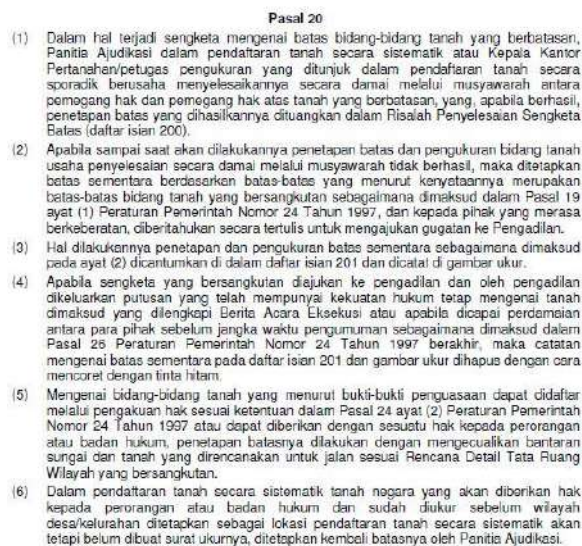 Pasal 20
(1) Dalam hal terjadi sengketa mengenai batas bidang-bidang tanah yang berbatasan,
Panitia Ajudikasi dalam pendaftaran tanah secara sistematik atau Kepala Kantor
Pertanahan/petugas pengukuran yang ditunjuk dalam pendaftaran tanah secara
sporadik berusaha menyelesaikannya secara damai melalui musyawarah antara
pemegang hak dan pemegang hak atas tanah yang berbatasan, yang, apabila berhasil,
penetapan batas yang dihasilkannya dituangkan dalam Risalah Penyelesaian Sengketa
Batas (daftar isian 200).
(2) Apabila sampai saat akan dilakukannya penetapan batas dan pengukuran bidang tanah
usaha penyelesaian secara damai melalui musyawarah tidak berhasil, maka ditetapkan
batas sementara berdasarkan batas-batas yang menurut kenyataannya merupakan
batas-batas bidang tanah yang bersangkutan sebagaimana dimaksud dalam Pasal 19
ayat (1) Peraturan Pemerintah Nomor 24 Tahun 1997, dan kepada pihak yang merasa
berkeberatan, diberitahukan secara tertulis untuk mengajukan gugatan ke Pengadilan.
(3) Hal dilakukannya penetapan dan pengukuran batas sementara sebagaimana dimaksud
pada ayat (2) dicantumkan di dalam daftar isian 201 dan dicatat di gambar ukur.
(4) Apabila sengketa yang bersangkutan diajukan ke pengadilan dan oleh pengadilan
dikeluarkan putusan yang telah mempunyai kekuatan hukum tetap mengenai tanah
dimaksud yang dilengkapi Berita Acara Eksekusi atau apabila dicapai perdamaian
antara para pihak sebelum jangka waktu pengumuman sebagaimana dimaksud dalam
Pasal 26 Peraturan Pemerintah Nomor 24 Tahun 1997 berakhir, maka catatan
mengenai batas sementara pada daftar isian 201 dan gambar ukur dihapus dengan cara
mencoret dengan tinta hitam.
(5) Mengenai bidang-bidang tanah yang menurut bukti-bukti penguasaan dapat didaftar
melalui pengakuan hak sesuai ketentuan dalam Pasal 24 ayat (2) Peraturan Pemerintah
Nomor 24 Tahun 1997 atau dapat diberikan dengan sesuatu hak kepada perorangan
atau badan hukum, penetapan batasnya dilakukan dengan mengecualikan bantaran
sungai dan tanah yang direncanakan untuk jalan sesuai Rencana Detail Tata Ruang
Wilayah yang bersangkutan.
(6) Dalam pendaftaran tanah secara sistematik tanah negara yang akan diberikan hak
kepada perorangan atau badan hukum dan sudah diukur sebelum wilayah
desa/kelurahan ditetapkan sebagai lokasi pendaftaran tanah secara sistematik akan
tetapi belum dibuat surat ukurnya, ditetapkan kembali batasnya oleh Panitia Ajudikasi.